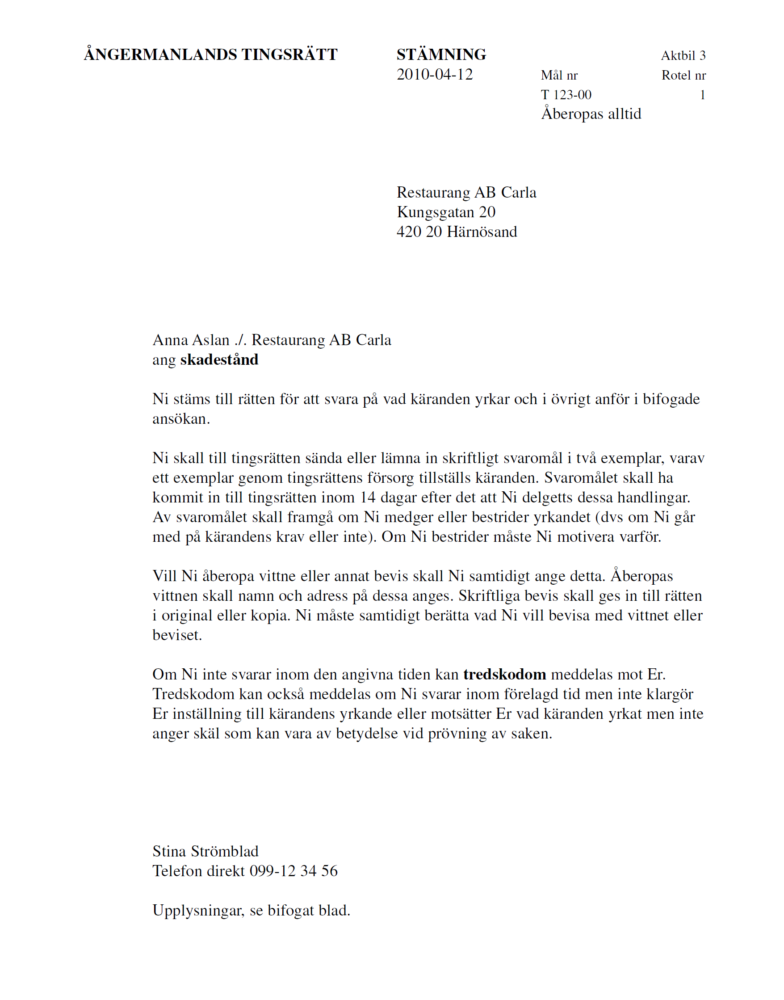 ÅNGERMANLANDS TINGSRÄTT STÄMNING Aktbil 3
2010-04-12 Mål nr Rotel nr
T 123-00 1
Åberopas alltid
Restaurang AB Carla
Kungsgatan 20
420 20 Härnösand
Anna Aslan ./. Restaurang AB Carla
ang skadestånd
Ni stäms till rätten för att svara på vad käranden yrkar och i övrigt anför i bifogade
ansökan.
Ni skall till tingsrätten sända eller lämna in skriftligt svaromål i två exemplar, varav
ett exemplar genom tingsrättens försorg tillställs käranden. Svaromålet skall ha
kommit in till tingsrätten inom 14 dagar efter det att Ni delgetts dessa handlingar.
Av svaromålet skall framgå om Ni medger eller bestrider yrkandet (dvs om Ni går
med på kärandens krav eller inte). Om Ni bestrider måste Ni motivera varför.
Vill Ni åberopa vittne eller annat bevis skall Ni samtidigt ange detta. Åberopas
vittnen skall namn och adress på dessa anges. Skriftliga bevis skall ges in till rätten
i original eller kopia. Ni måste samtidigt berätta vad Ni vill bevisa med vittnet eller
beviset.
Om Ni inte svarar inom den angivna tiden kan tredskodom meddelas mot Er.
Tredskodom kan också meddelas om Ni svarar inom förelagd tid men inte klargör
Er inställning till kärandens yrkande eller motsätter Er vad käranden yrkat men inte
anger skäl som kan vara av betydelse vid prövning av saken.
Stina Strömblad
Telefon direkt 099-12 34 56
Upplysningar, se bifogat blad.